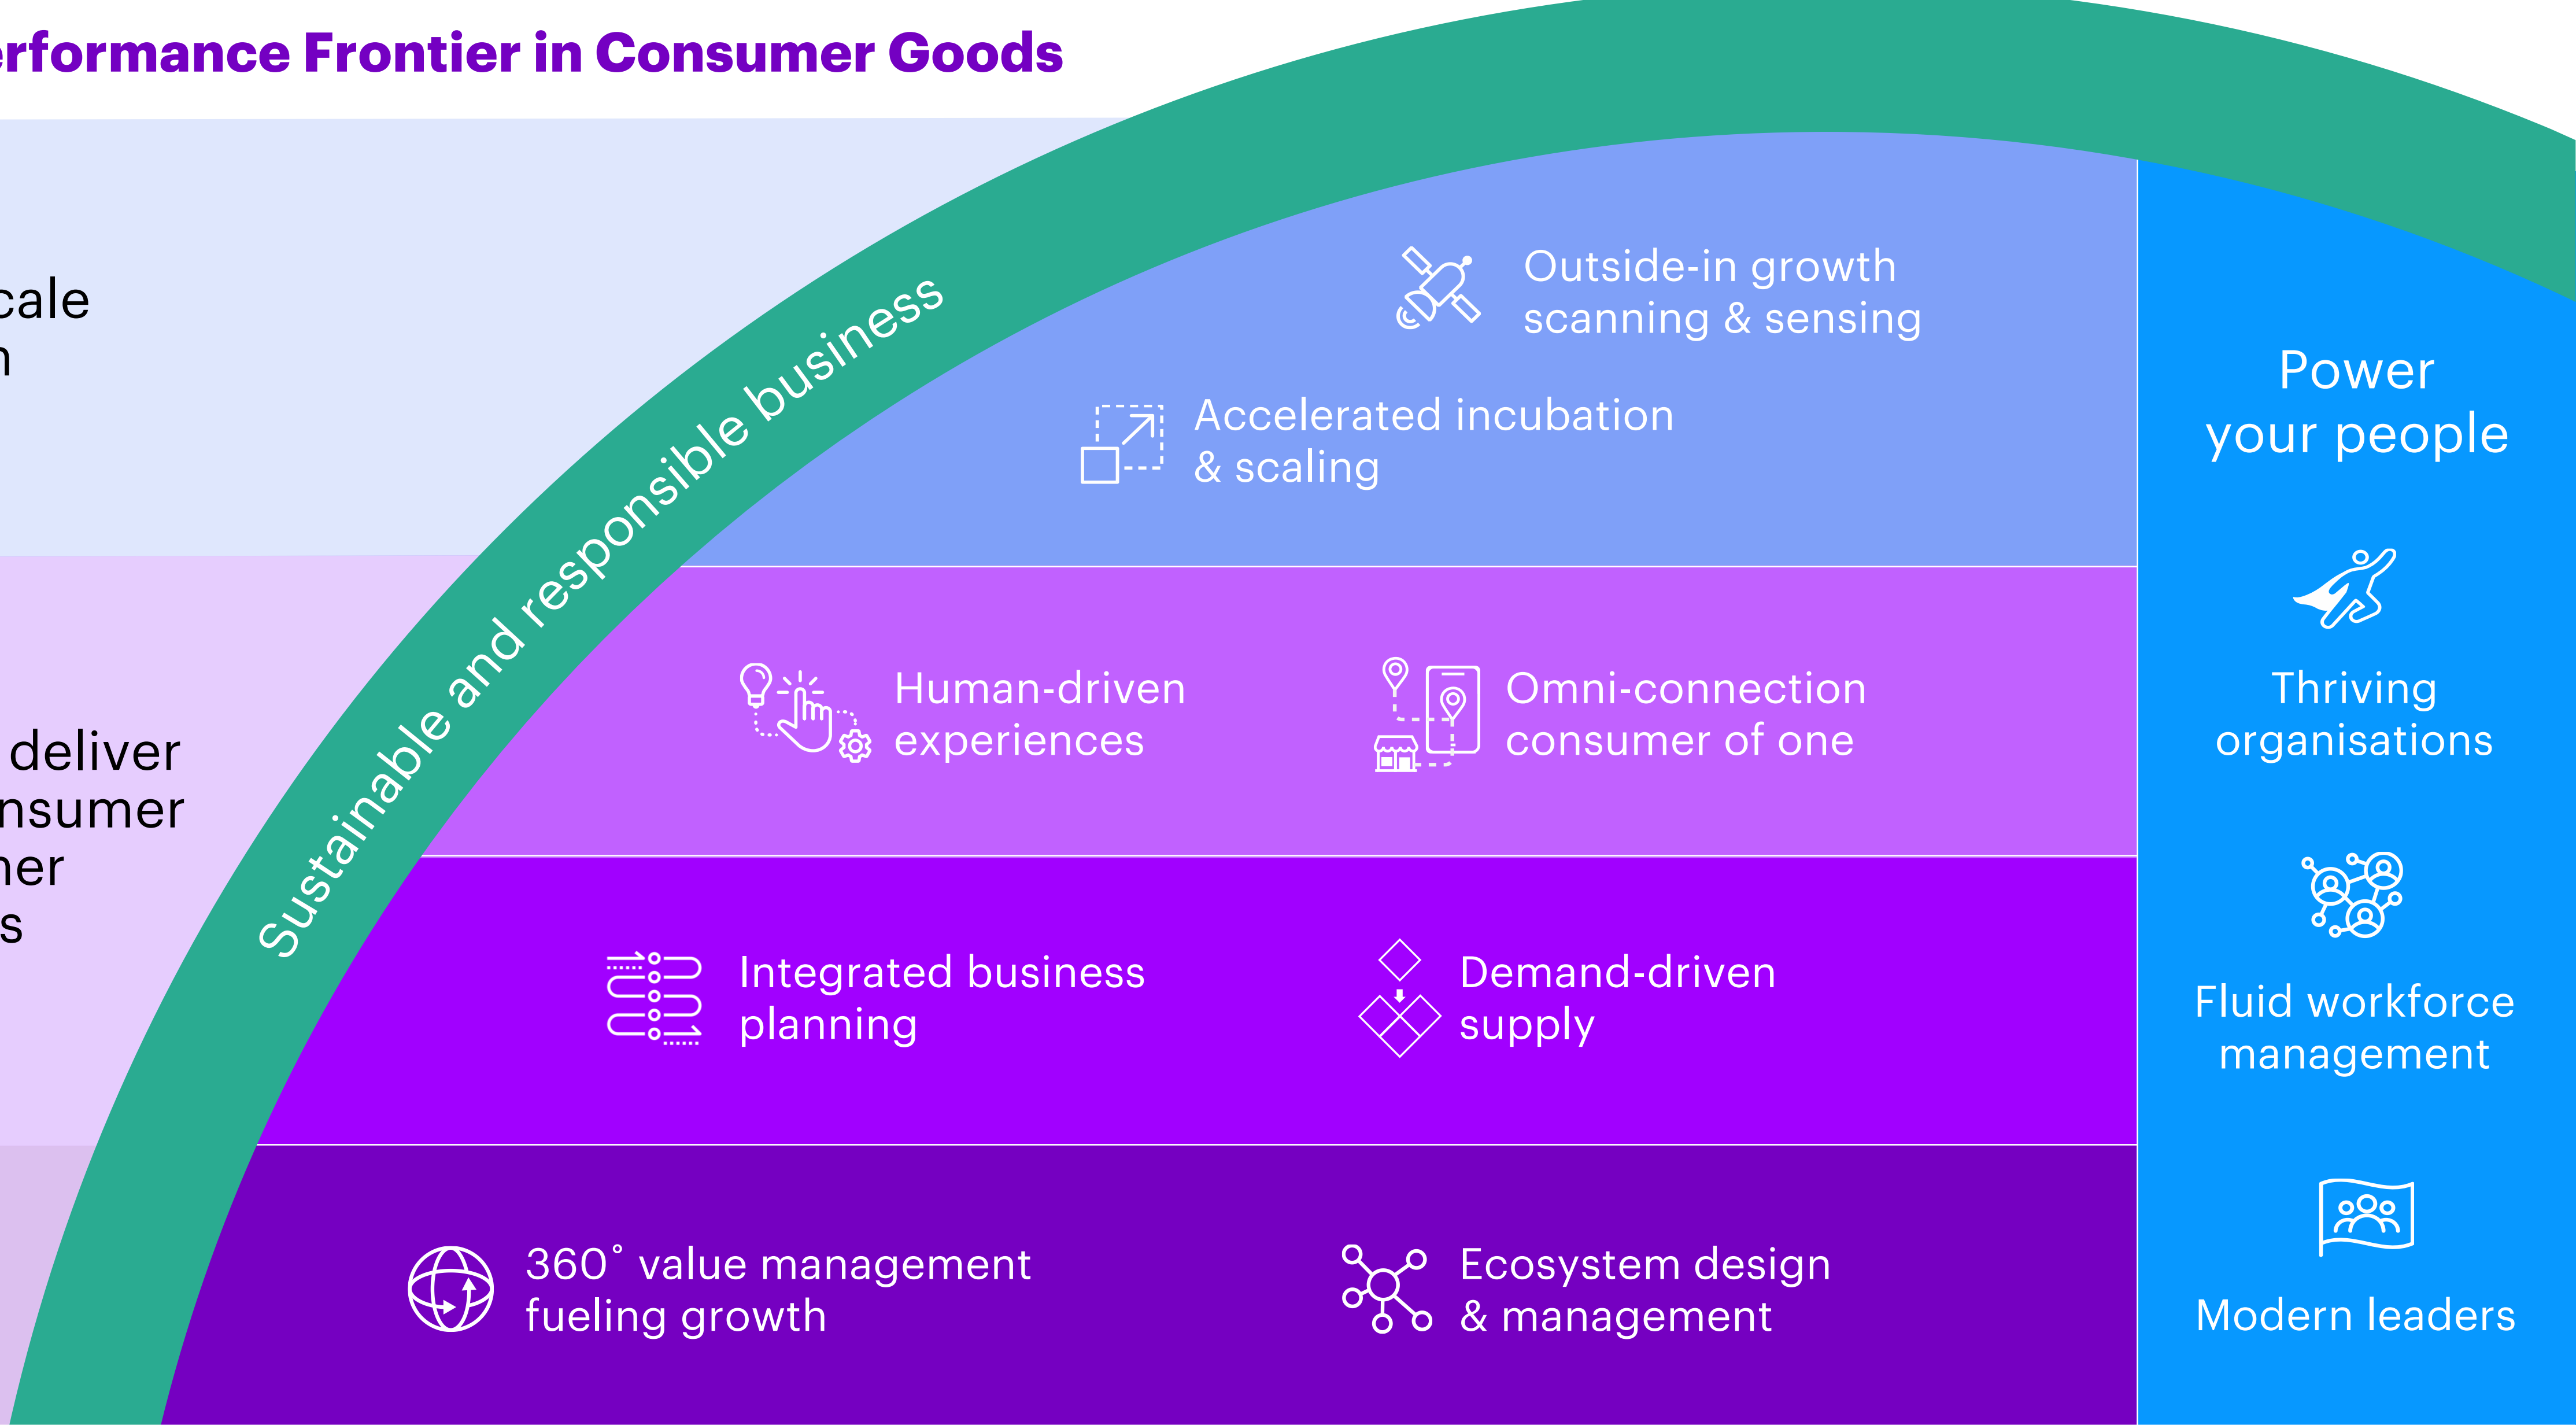 erformance Frontier in Consumer Goods
cale
deliver
nsumer
ner
s
Sustainable and responsible business
Outside-in growth
scanning & sensing
Accelerated incubation
& scaling
Human-driven
experiences
Omni-connection
consumer of one
Integrated business
planning
Demand-driven
supply
360° value management
fueling growth
Ecosystem design
& management
Power
your people
Thriving
organisations
Fluid workforce
management
Modern leaders